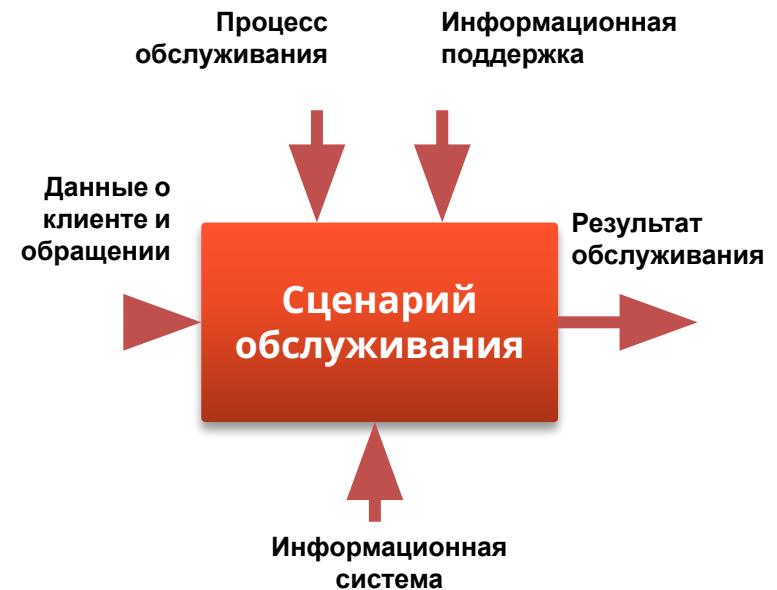 Процесс
обслуживания
Информационная
поддержка
Данные о
клиенте и
обращении
Результат
обслуживания
Сценарий
обслуживания
Информационная
система